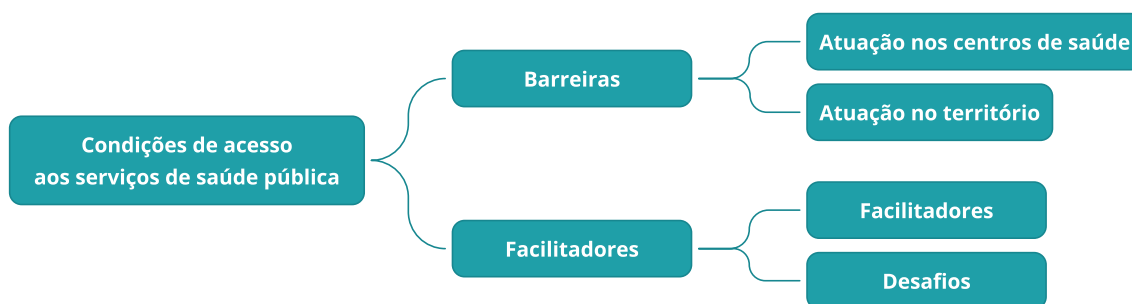 Condições de acesso
aos serviços de saúde pública
Barreiras
Atuação nos centros de saúde
Atuação no território
Facilitadores
Facilitadores
Desafios